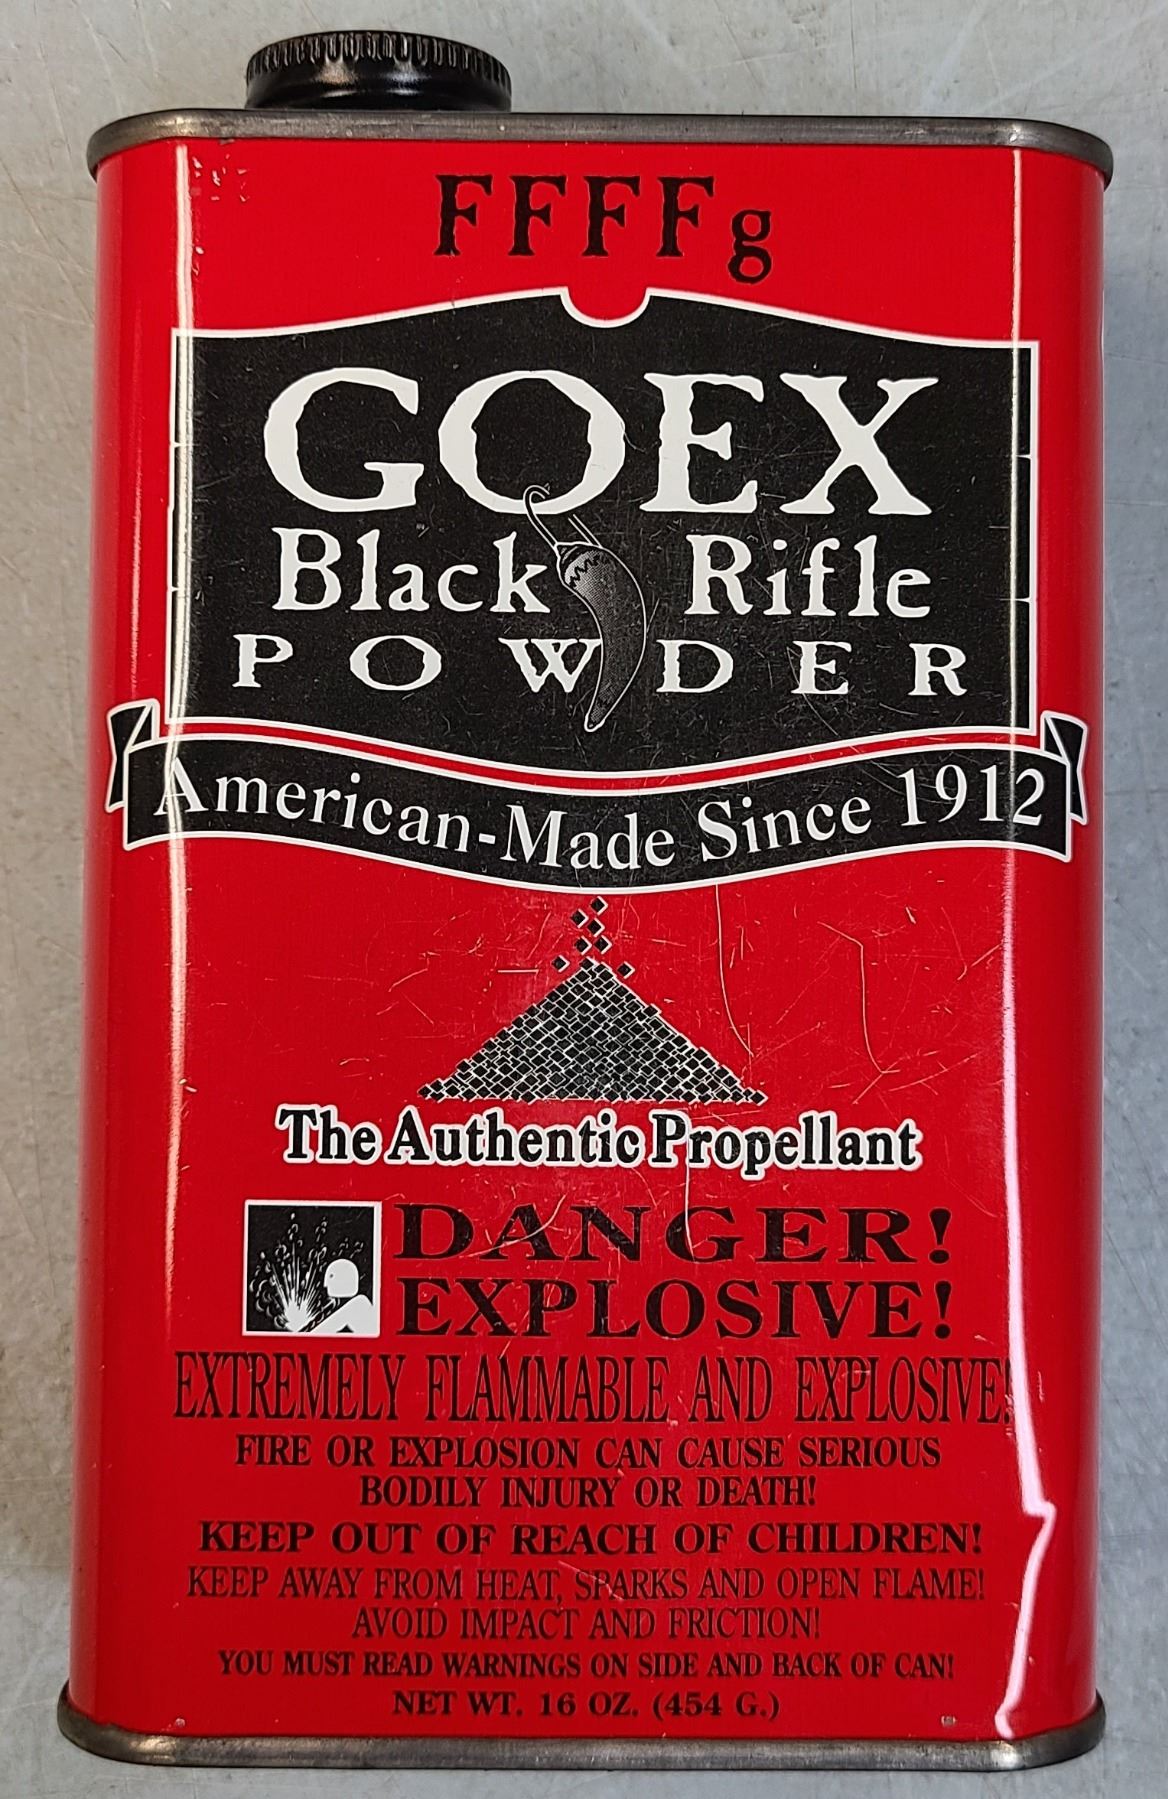 FFFFg
GOEX
Black Rifle
POWDER
American-Made Since 1912
The Authentic Propellant
DANGER!
EXPLOSIVE!
EXTREMELY FLAMMABLE AND EXPLOSIVE!
FIRE OR EXPLOSION CAN CAUSE SERIOUS
BODILY INJURY OR DEATH!
KEEP OUT OF REACH OF CHILDREN!
KEEP AWAY FROM HEAT, SPARKS AND OPEN FLAME!
AVOID IMPACT AND FRICTION!
YOU MUST READ WARNINGS ON SIDE AND BACK OF CAN!
NET WT. 16 OZ. (454 G.)